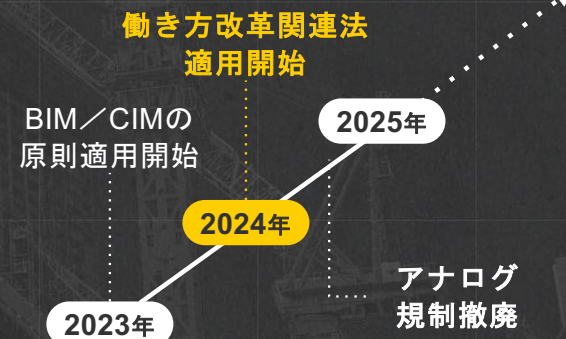 働き方改革関連法
適用開始
BIM／CIMの
原則適用開始
2025年
2024年
アナログ
規制撤廃
2023年